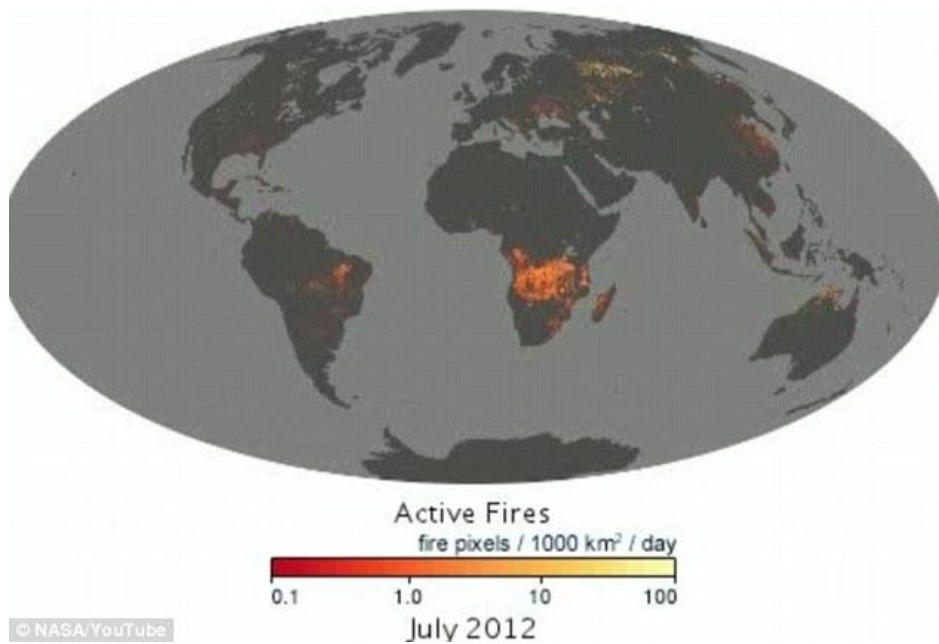 Active Fires
fire pixels / 1000 km² / day
0.1 1.0 10 100
July 2012
© NASA/YouTube